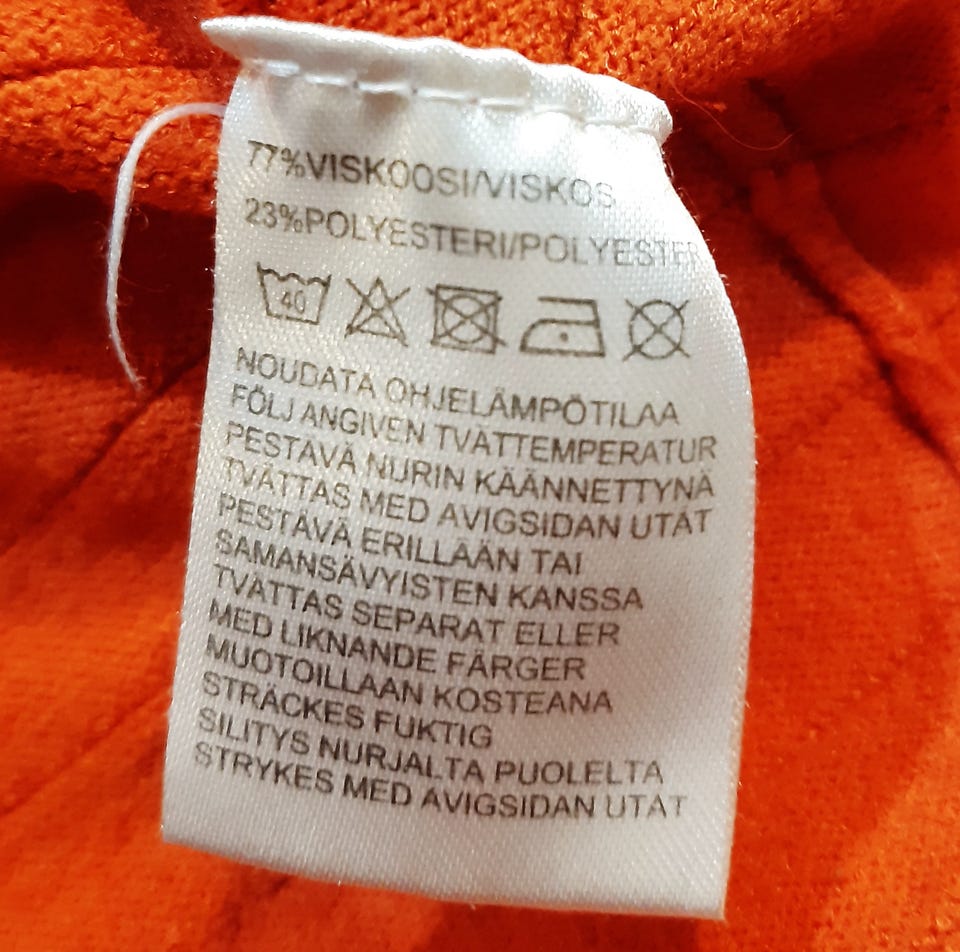 77%VISKOOSI/VISKOS
23%POLYESTERI/POLYESTER
40
NOUDATA OHJELÄMPÖTILAA
FÖLJ ANGIVEN TVÄTTEMPERATUR
PESTÄVÄ NURIN KÄÄNNETTYNÄ
TVÄTTAS MED AVIGSIDAN UTÅT
PESTÄVÄ ERILLÄÄN TAI
SAMANSÄVYISTEN KANSSA
TVÄTTAS SEPARAT ELLER
MED LIKNANDE FÄRGER
MUOTOILLAAN KOSTEANA
STRÄCKES FUKTIG
SILITYS NURJALTA PUOLELTA
STRYKES MED AVIGSIDAN UTÅT